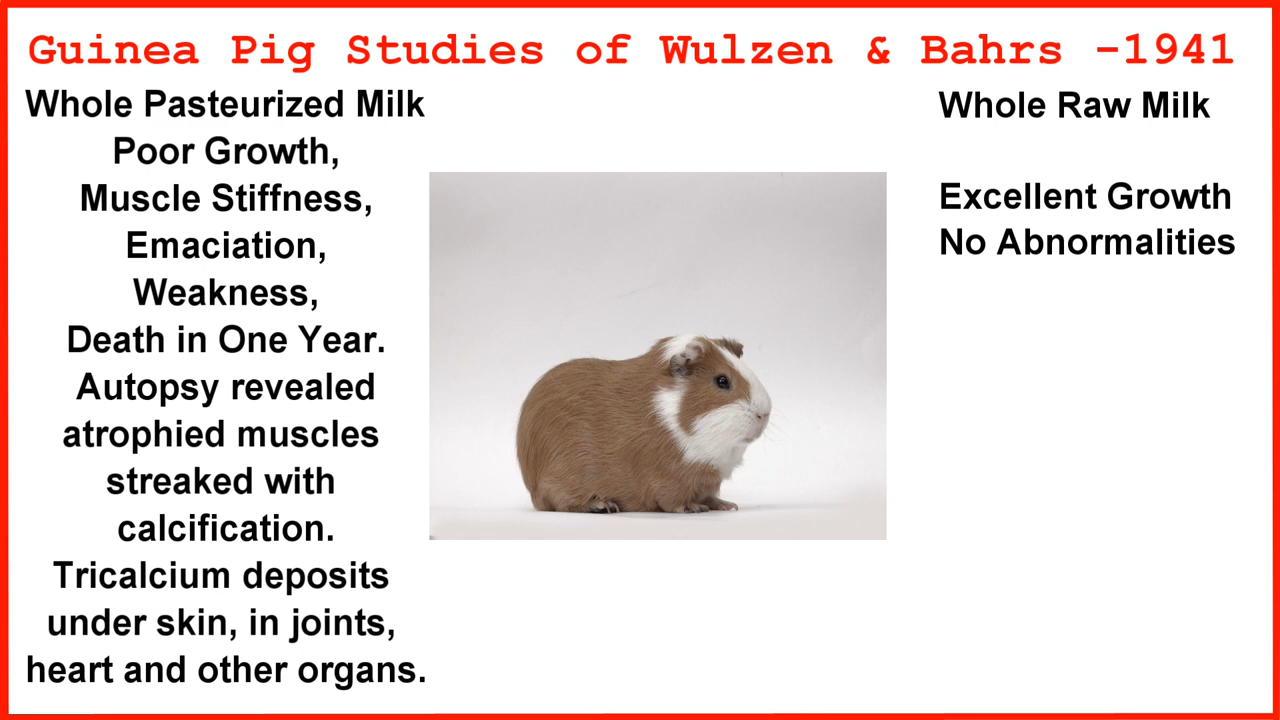 Guinea Pig Studies of Wulzen & Bahrs -1941
Whole Pasteurized Milk
Poor Growth,
Muscle Stiffness,
Emaciation,
Weakness,
Death in One Year.
Autopsy revealed
atrophied muscles
streaked with
calcification.
Tricalcium deposits
under skin, in joints,
heart and other organs.
Whole Raw Milk
Excellent Growth
No Abnormalities